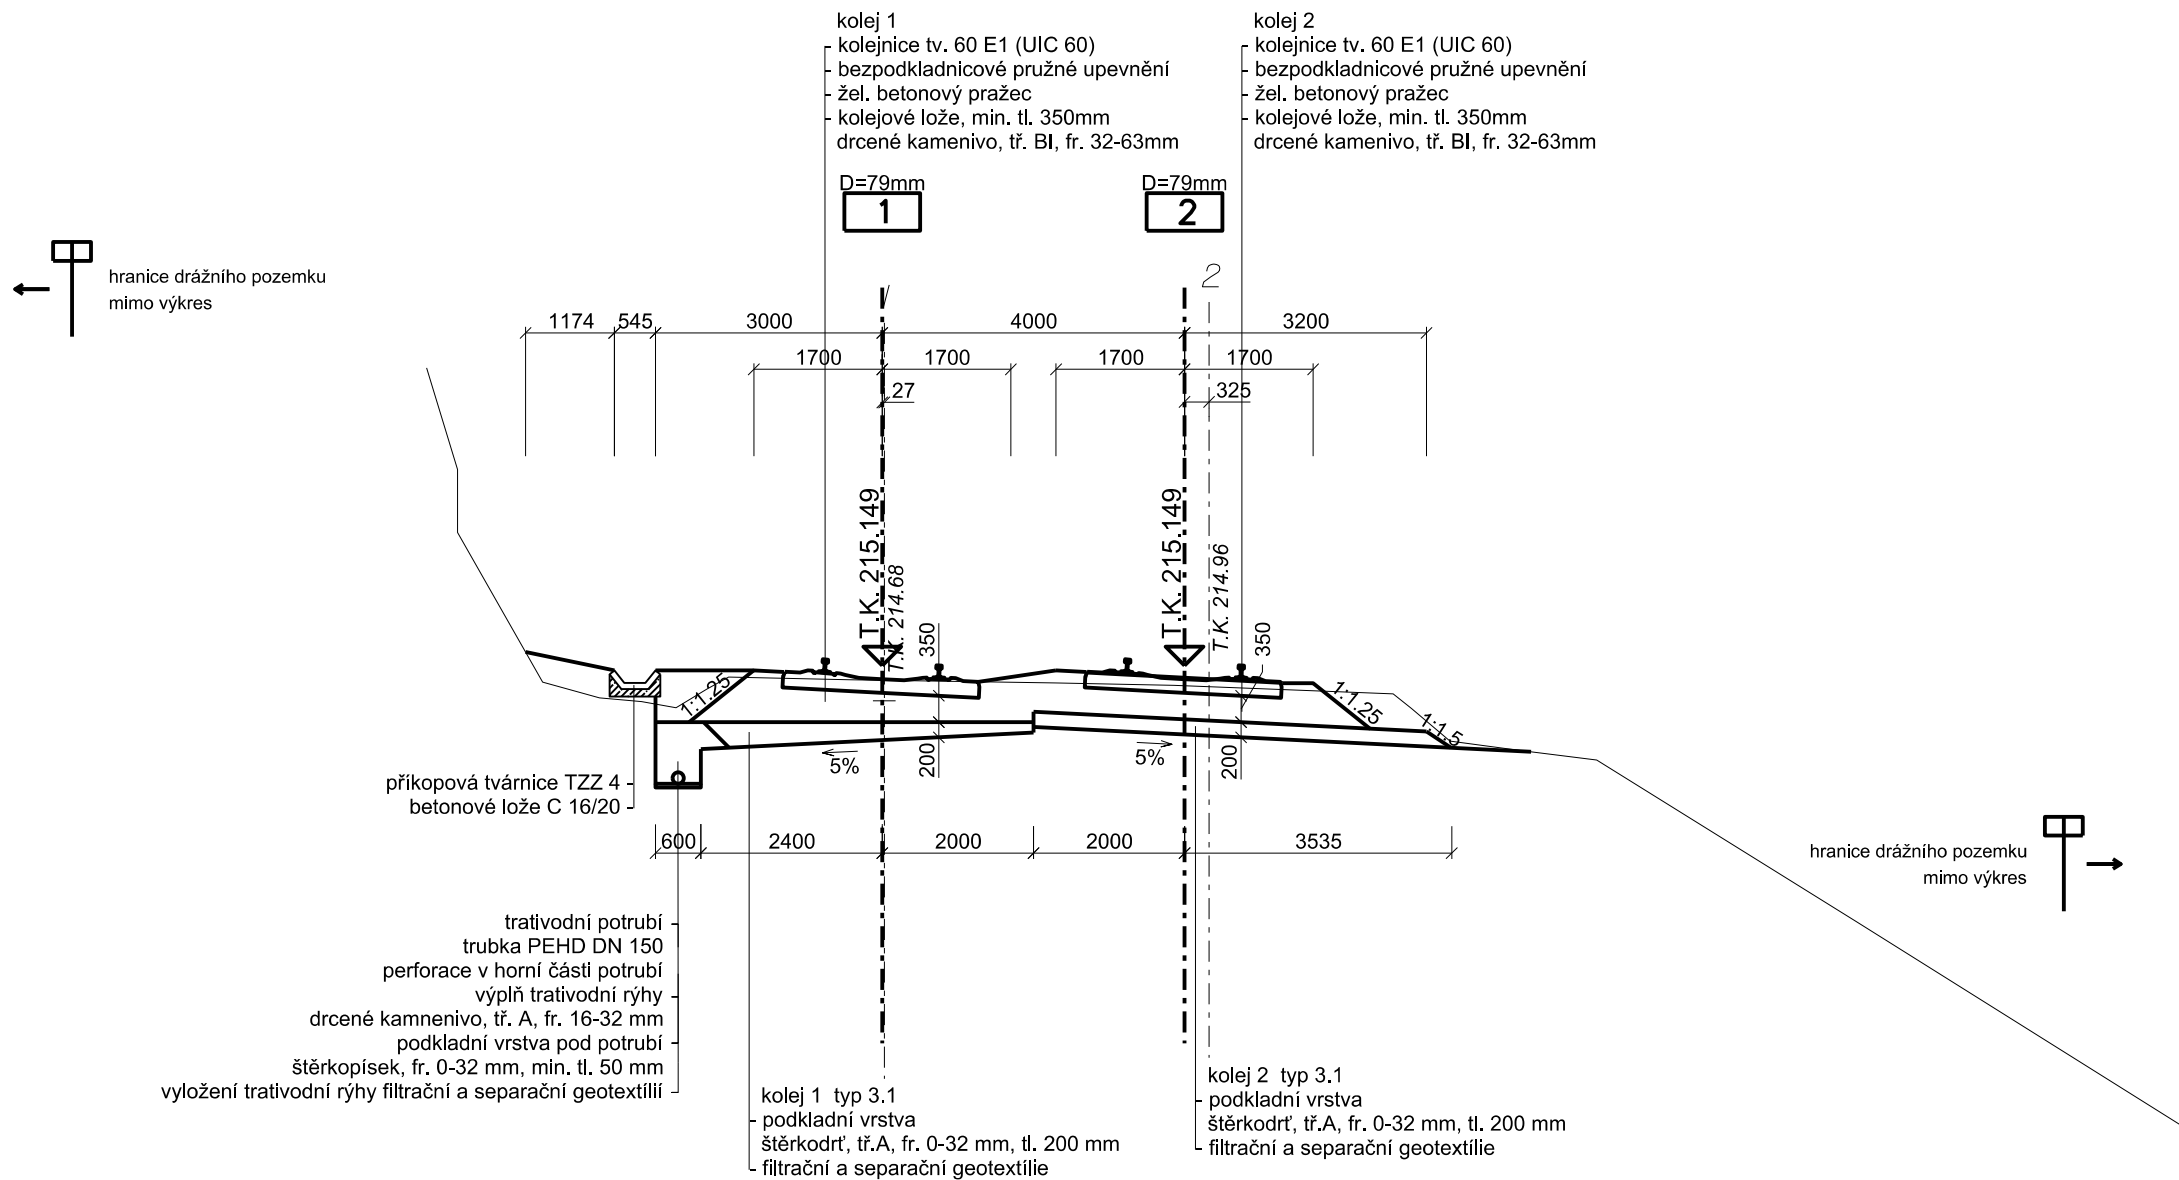 kolej 1
kolejnice tv. 60 E1 (UIC 60)
bezpodkladnicové pružné upevnění
žel. betonový pražec
kolejové lože, min. tl. 350mm
drcené kamenivo, tř. BI, fr. 32-63mm
kolej 2
kolejnice tv. 60 E1 (UIC 60)
bezpodkladnicové pružné upevnění
žel. betonový pražec
kolejové lože, min. tl. 350mm
drcené kamenivo, tř. BI, fr. 32-63mm
D=79mm
1
D=79mm
2
2
hranice drážního pozemku
mimo výkres
1174 545 3000 4000 3200
1700 1700 1700 1700
27 325
T.K. 215.149
T.K. 214.68
T.K. 215.149
T.K. 214.96
350
350
1:1.25
1:1.25
1:1.5
5%
200
5%
200
příkopová tvárnice TZZ 4
betonové lože C 16/20
600 2400 2000 2000 3535
hranice drážního pozemku
mimo výkres
trativodní potrubí
trubka PEHD DN 150
perforace v horní části potrubí
výplň trativodní rýhy
drcené kamnenivo, tř. A, fr. 16-32 mm
podkladní vrstva pod potrubí
štěrkopísek, fr. 0-32 mm, min. tl. 50 mm
vyložení trativodní rýhy filtrační a separační geotextílií
kolej 1 typ 3.1
podkladní vrstva
štěrkodrť, tř.A, fr. 0-32 mm, tl. 200 mm
filtrační a separační geotextílie
kolej 2 typ 3.1
podkladní vrstva
štěrkodrť, tř.A, fr. 0-32 mm, tl. 200 mm
filtrační a separační geotextílie